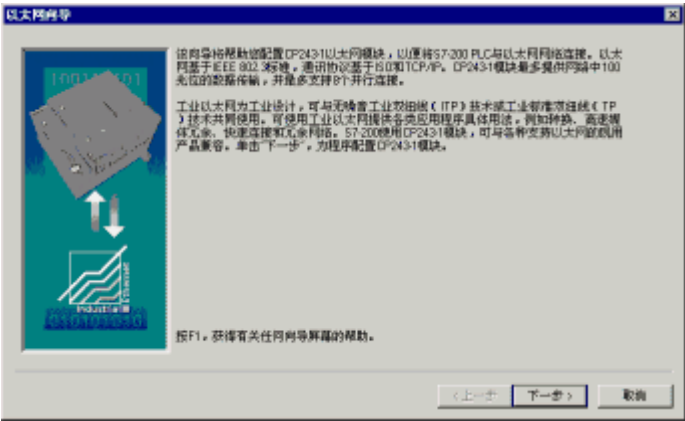 以太网向导
该向导将帮助您配置CP243-1以太网模块，以便将S7-200 PLC与以太网网络连接。以太
网基于IEEE 802.3标准，通讯协议基于ISO和TCP/IP。CP243-1模块最多提供网络中100
兆位的数据传输，并最多支持8个并行连接。
工业以太网为工业设计，可与无噪音工业双绞线( ITP )技术或工业标准双绞线( TP
)技术共同使用。可使用工业以太网提供各类应用程序具体用法，例如转换、高速媒
体冗余、快速连接和冗余网络。S7-200使用CP243-1模块，可与各种支持以太网的现用
产品兼容。单击"下一步"，为程序配置CP243-1模块。
Industrial
Ethernet
按F1，获得有关任何向导屏幕的帮助。
<上一步
下一步>
取消